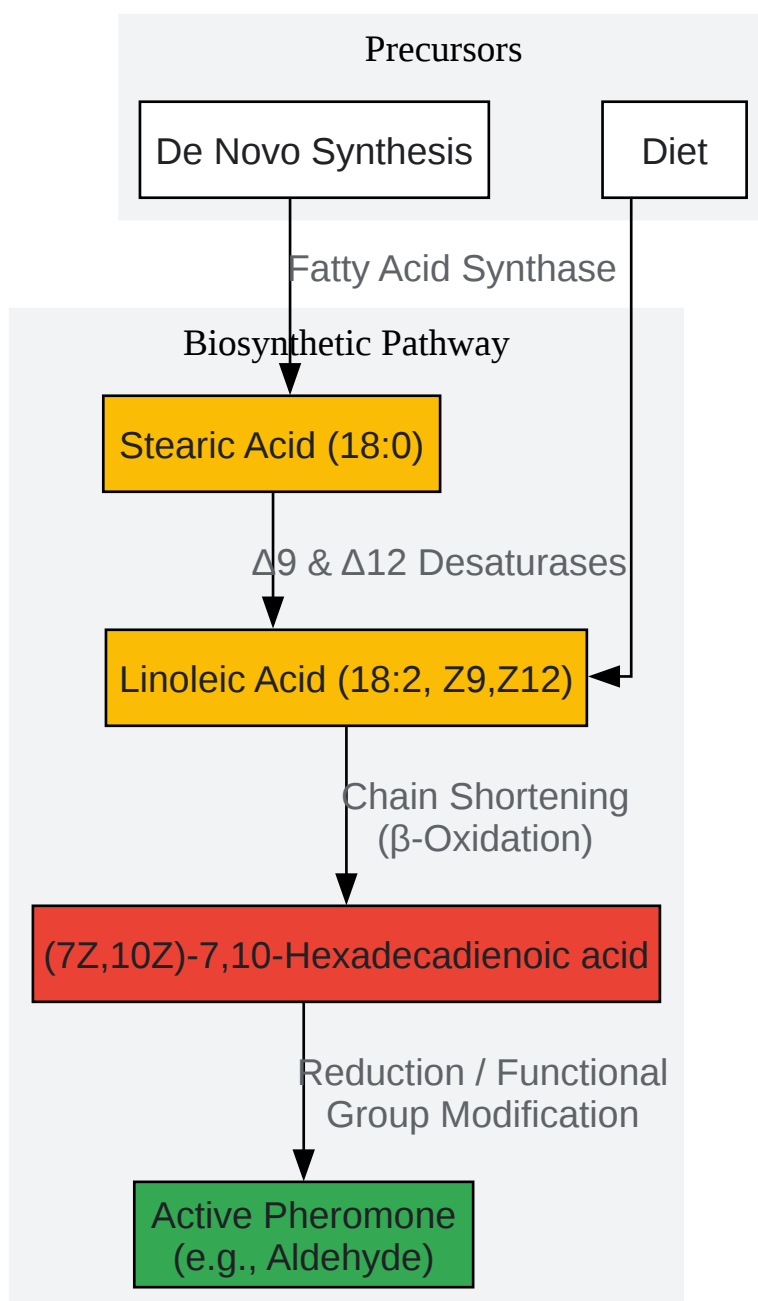 Precursors
De Novo Synthesis
Diet
Fatty Acid Synthase
Biosynthetic Pathway
Stearic Acid (18:0)
Δ9 & Δ12 Desaturases
Linoleic Acid (18:2, Z9,Z12)
Chain Shortening
(β-Oxidation)
(7Z,10Z)-7,10-Hexadecadienoic acid
Reduction / Functional
Group Modification
Active Pheromone
(e.g., Aldehyde)